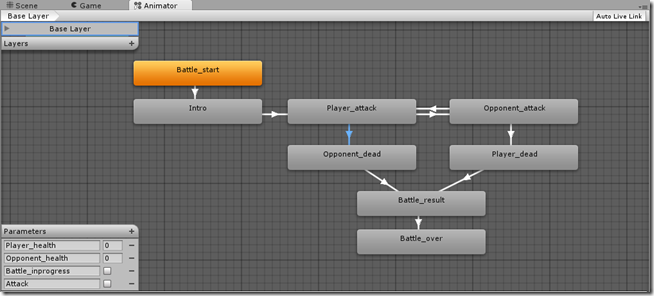 Scene Game Animator
Base Layer Auto Live Link
Base Layer
Layers +
Battle_start
Intro Player_attack Opponent_attack
Opponent_dead Player_dead
Battle_result
Battle_over
Parameters +
Player_health 0 −
Opponent_health 0 −
Battle_inprogress −
Attack −